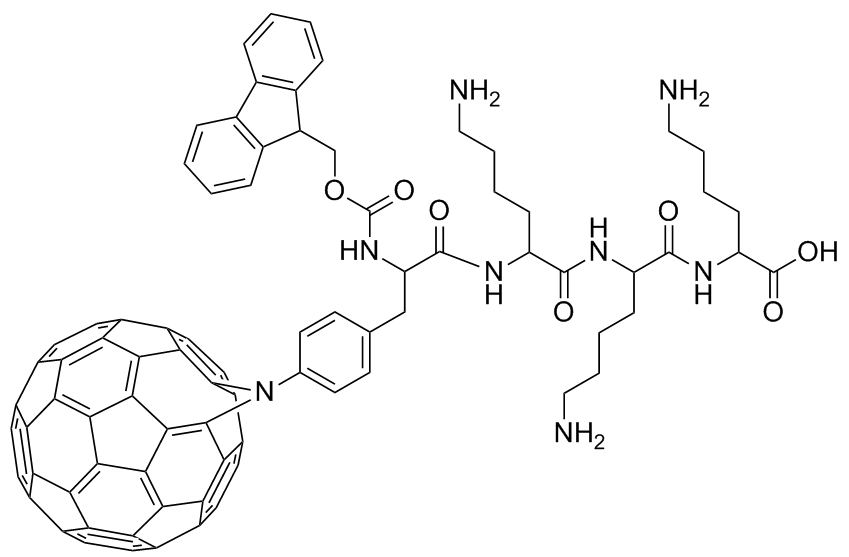 NH2 NH2
O O
HN O H N O OH
N H O N H O
N
NH2